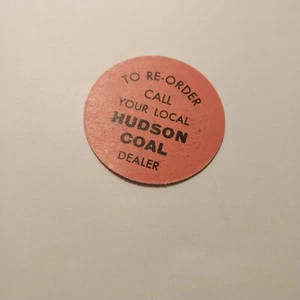 TO RE-ORDER
CALL
YOUR LOCAL
HUDSON
COAL
DEALER